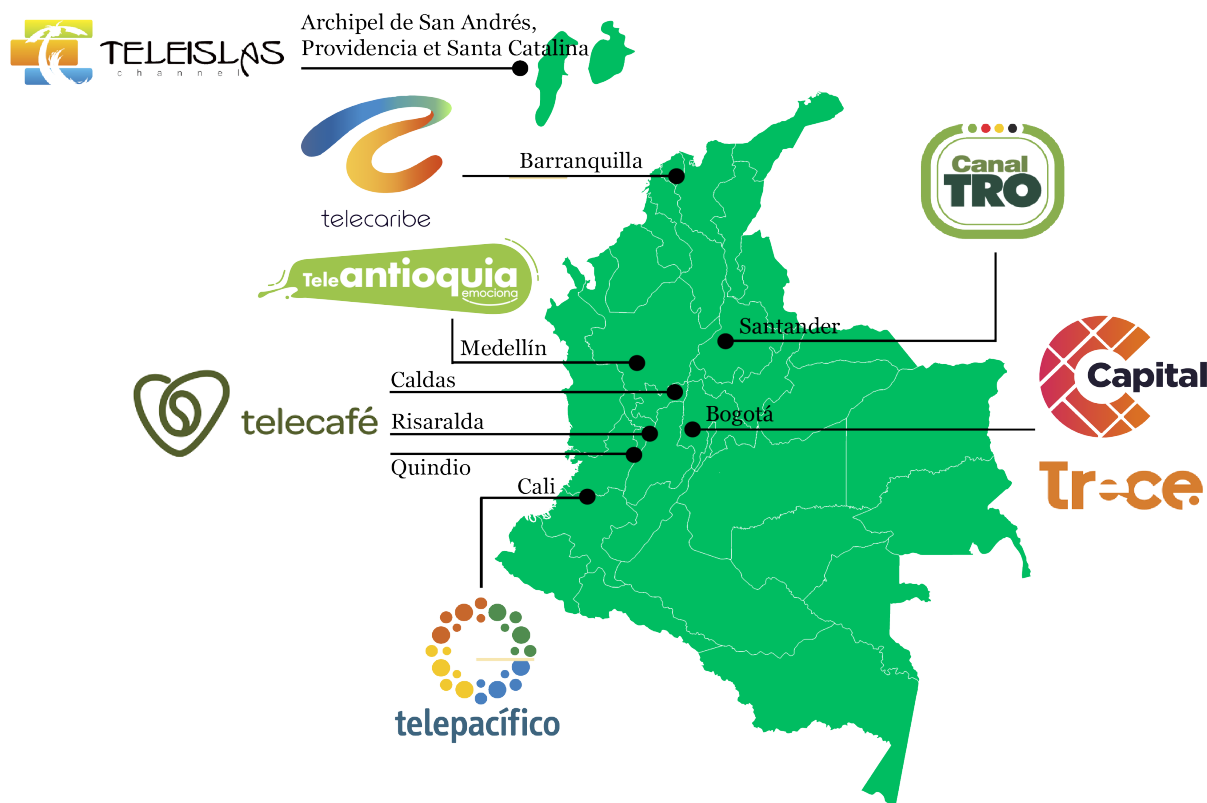 TELEISLAS
channel
Archipel de San Andrés,
Providencia et Santa Catalina
telecaribe
Barranquilla
Canal
TRO
Teleantioquia
emociona
Medellín
Santander
Caldas
telecafé
Risaralda
Quindio
Bogotá
Capital
Trece
Cali
telepacífico